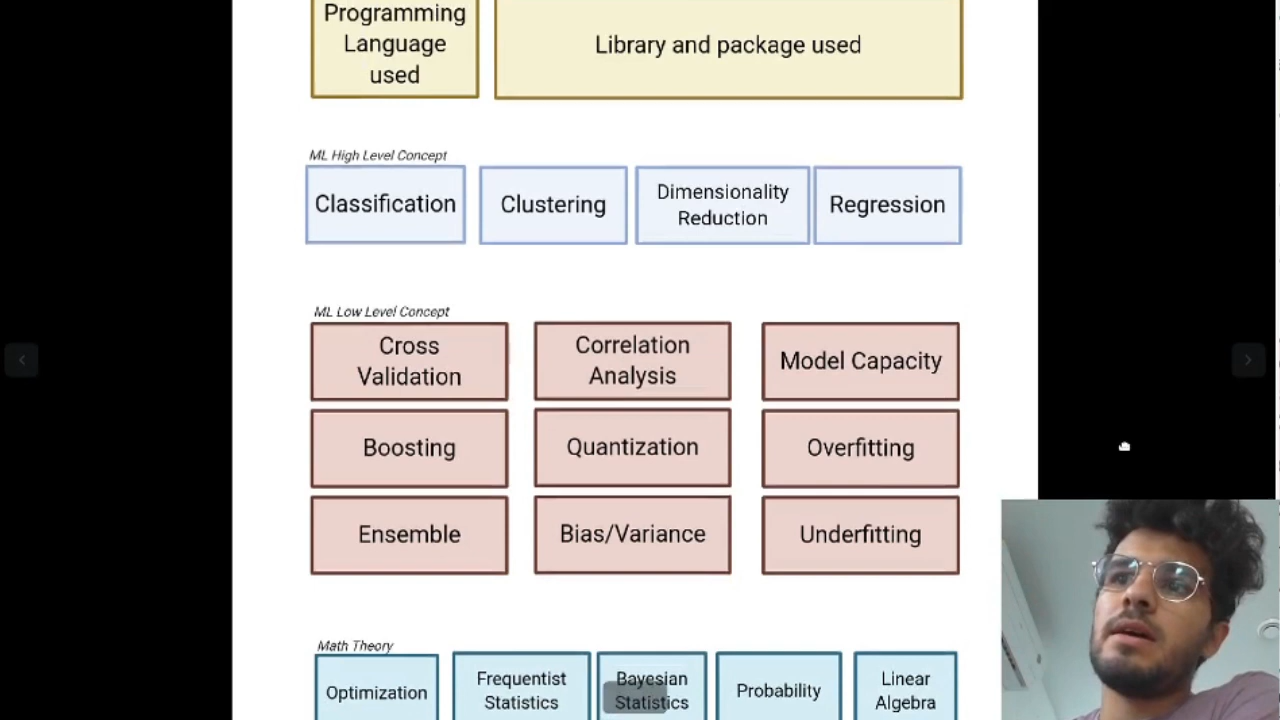 Programming
Language
used
Library and package used
ML High Level Concept
Classification
Clustering
Dimensionality
Reduction
Regression
ML Low Level Concept
Cross
Validation
Correlation
Analysis
Model Capacity
Boosting
Quantization
Overfitting
Ensemble
Bias/Variance
Underfitting
Math Theory
Optimization
Frequentist
Statistics
Bayesian
Statistics
Probability
Linear
Algebra